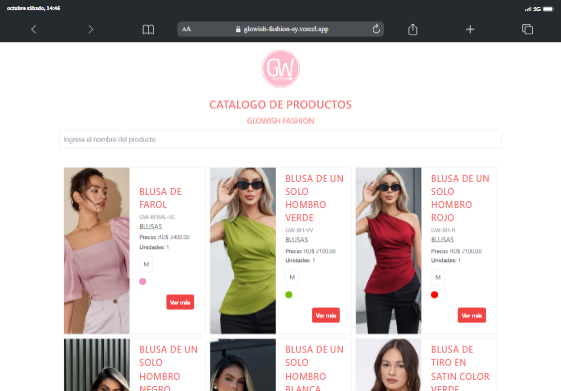 octubre sábado, 14:46
5G
AA
glowish-fashion-sy.vercel.app
GW
CATALOGO DE PRODUCTOS
GLOWISH FASHION
Ingrese el nombre del producto
BLUSA DE
FAROL
BLUSAS
Precio: RD$ 2400.00
Unidades: 1
M
Ver más
BLUSA DE UN
SOLO
HOMBRO
VERDE
GW-BH-VV
BLUSAS
Precio: RD$ 2100.00
Unidades: 1
M
Ver más
BLUSA DE UN
SOLO
HOMBRO
ROJO
GW-BH-R
BLUSAS
Precio: RD$ 2100.00
Unidades: 1
M
Ver más
BLUSA DE UN
SOLO
HOMBRO
NEGRO
BLUSA DE UN
SOLO
HOMBRO
BLANCA
BLUSA DE
TIRO EN
SATIN COLOR
VERDE